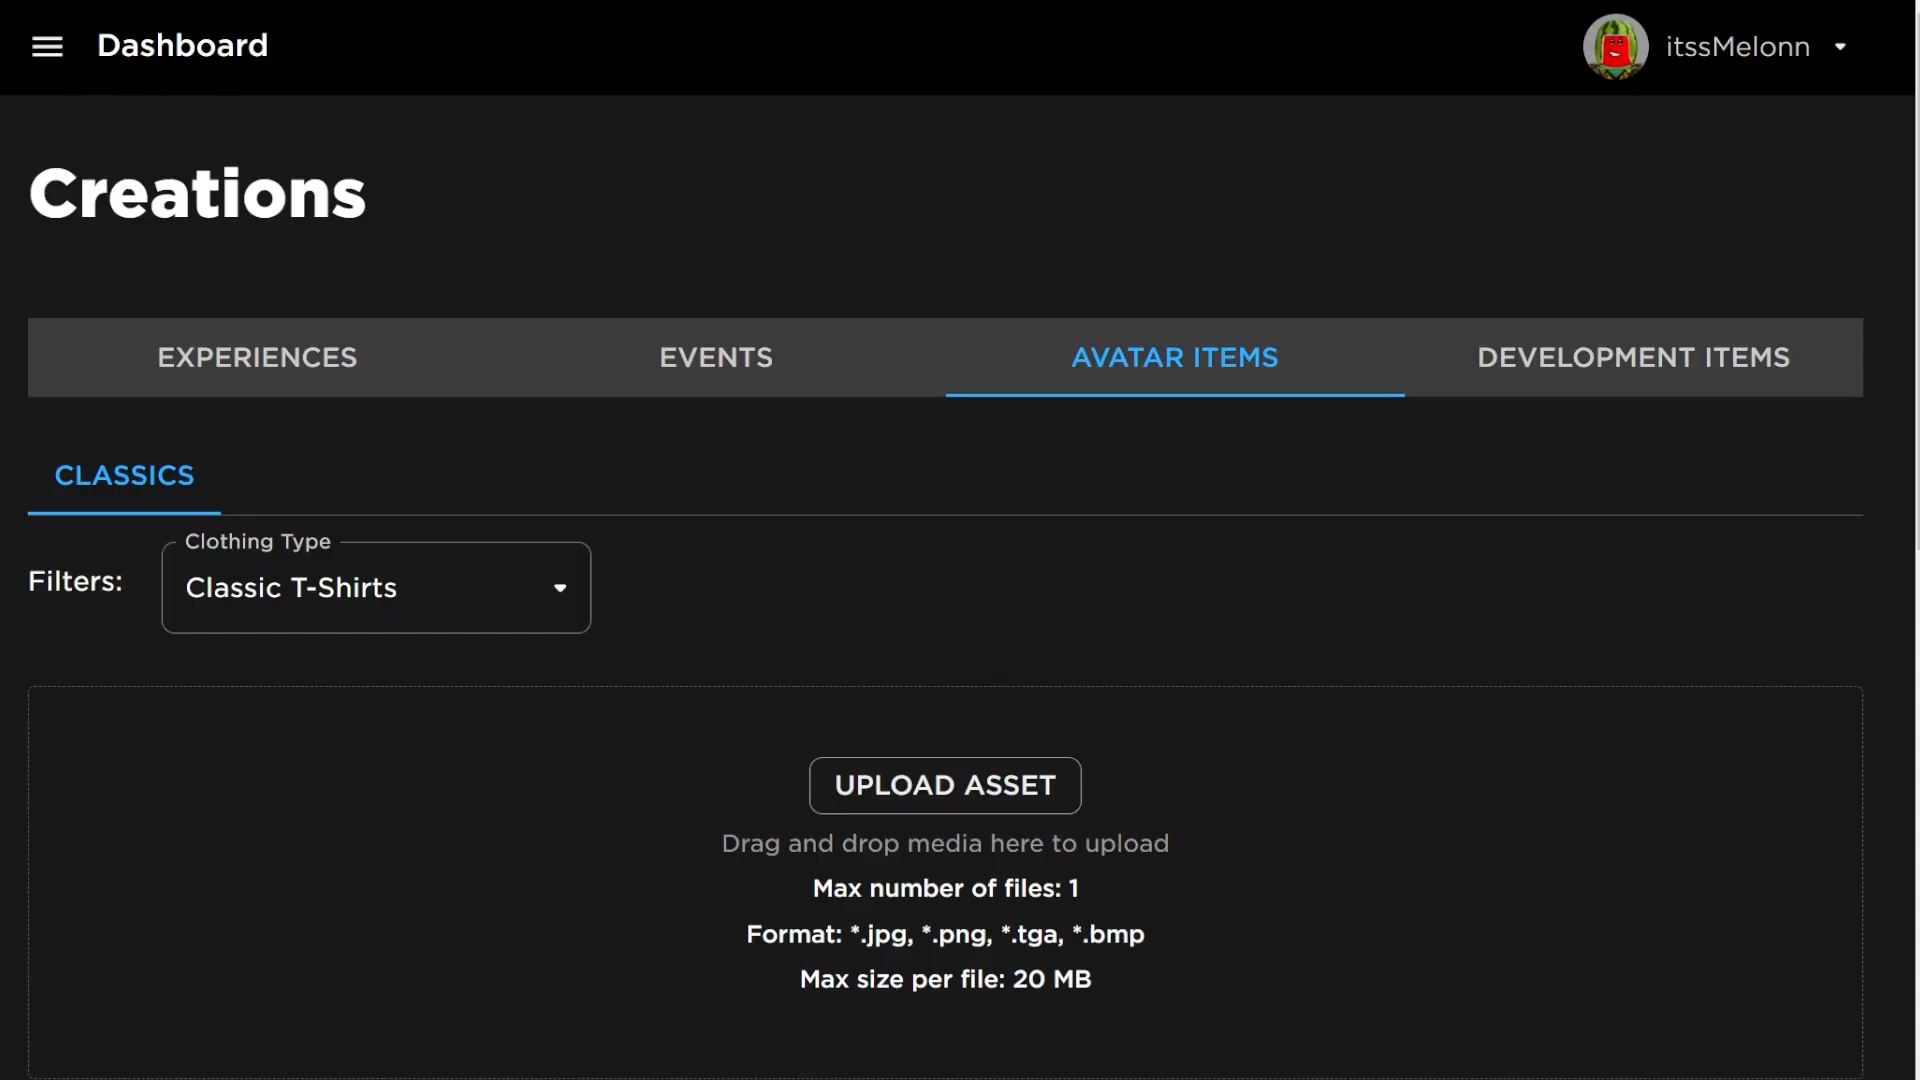 Dashboard
itssMelonn
Creations
EXPERIENCES
EVENTS
AVATAR ITEMS
DEVELOPMENT ITEMS
CLASSICS
Clothing Type
Filters:
Classic T-Shirts
UPLOAD ASSET
Drag and drop media here to upload
Max number of files: 1
Format: *.jpg, *.png, *.tga, *.bmp
Max size per file: 20 MB